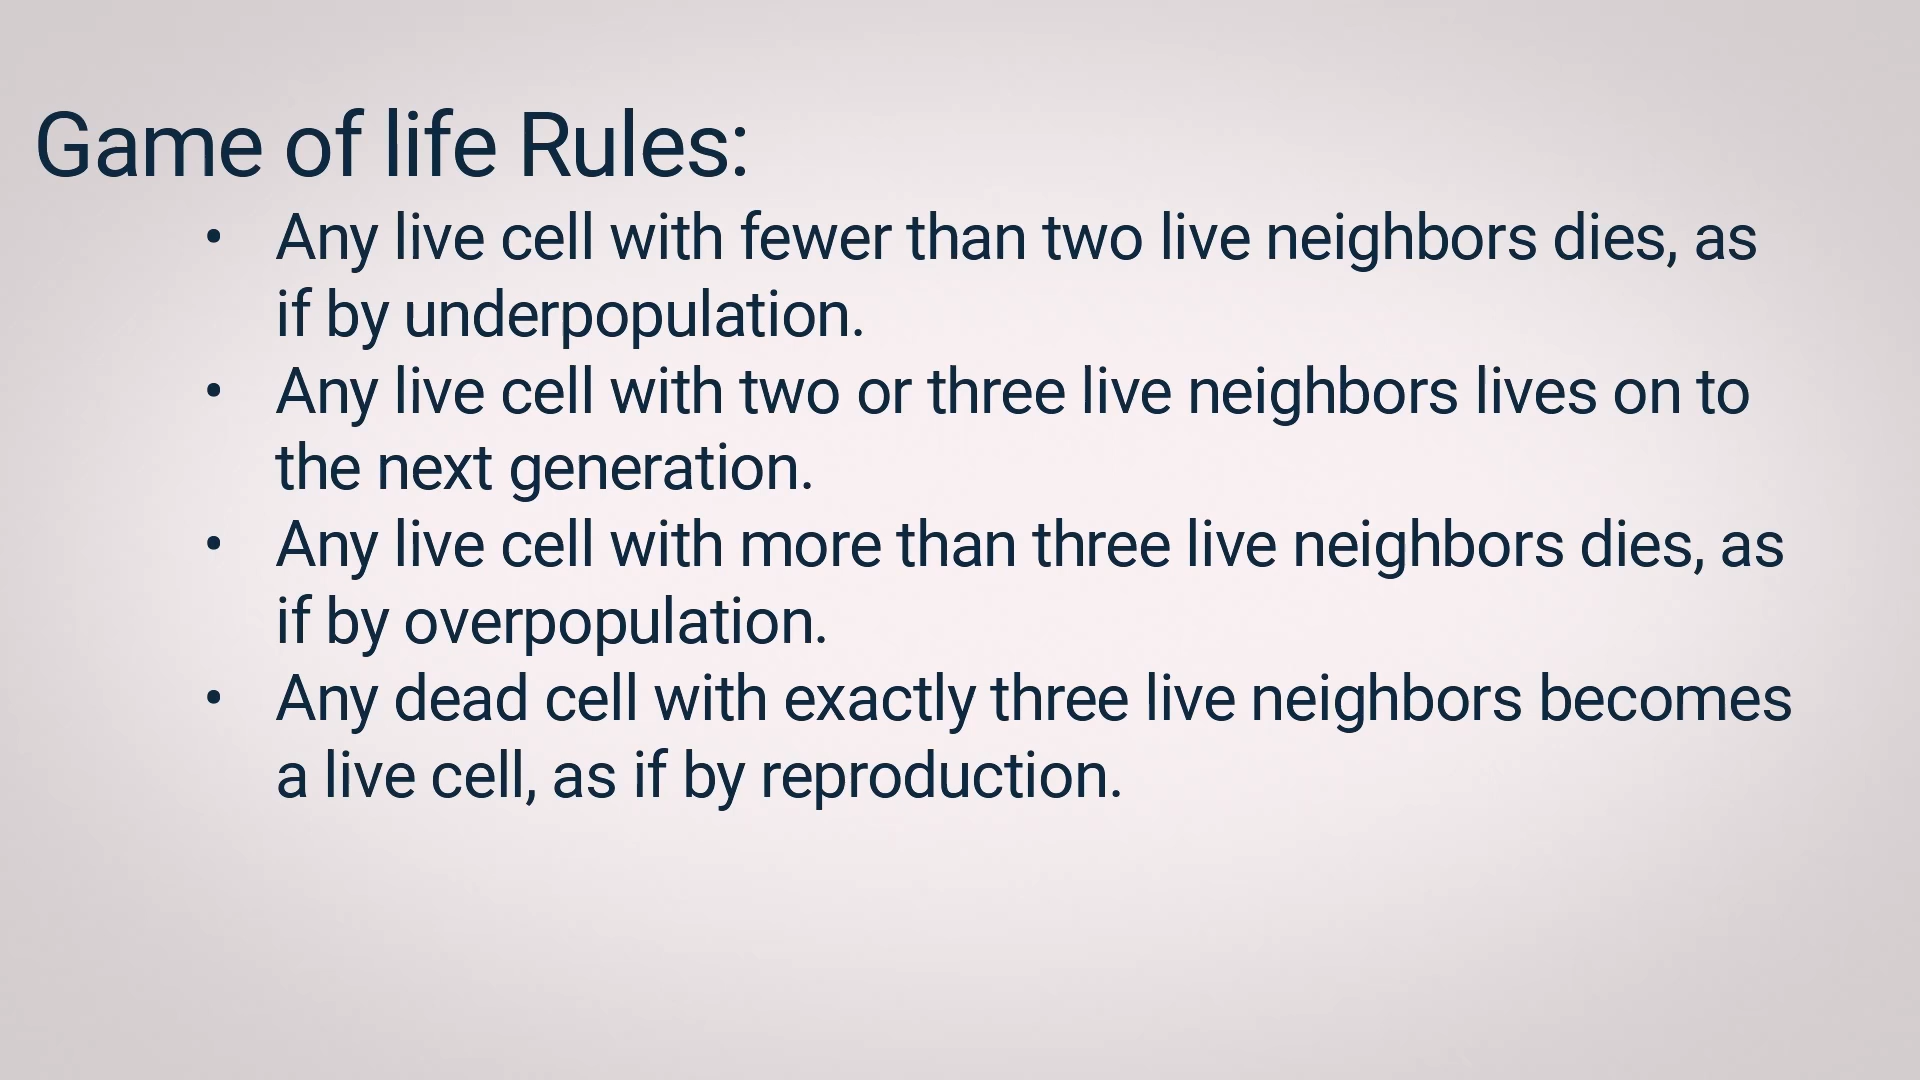 Game of life Rules:
• Any live cell with fewer than two live neighbors dies, as
if by underpopulation.
• Any live cell with two or three live neighbors lives on to
the next generation.
• Any live cell with more than three live neighbors dies, as
if by overpopulation.
• Any dead cell with exactly three live neighbors becomes
a live cell, as if by reproduction.